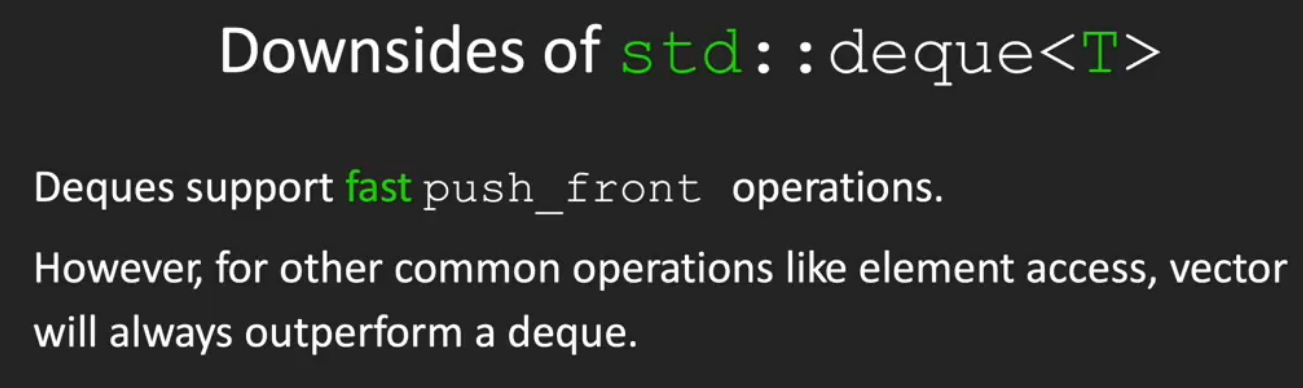 Downsides of std::deque<T>
Deques support fast push_front operations.
However, for other common operations like element access, vector
will always outperform a deque.